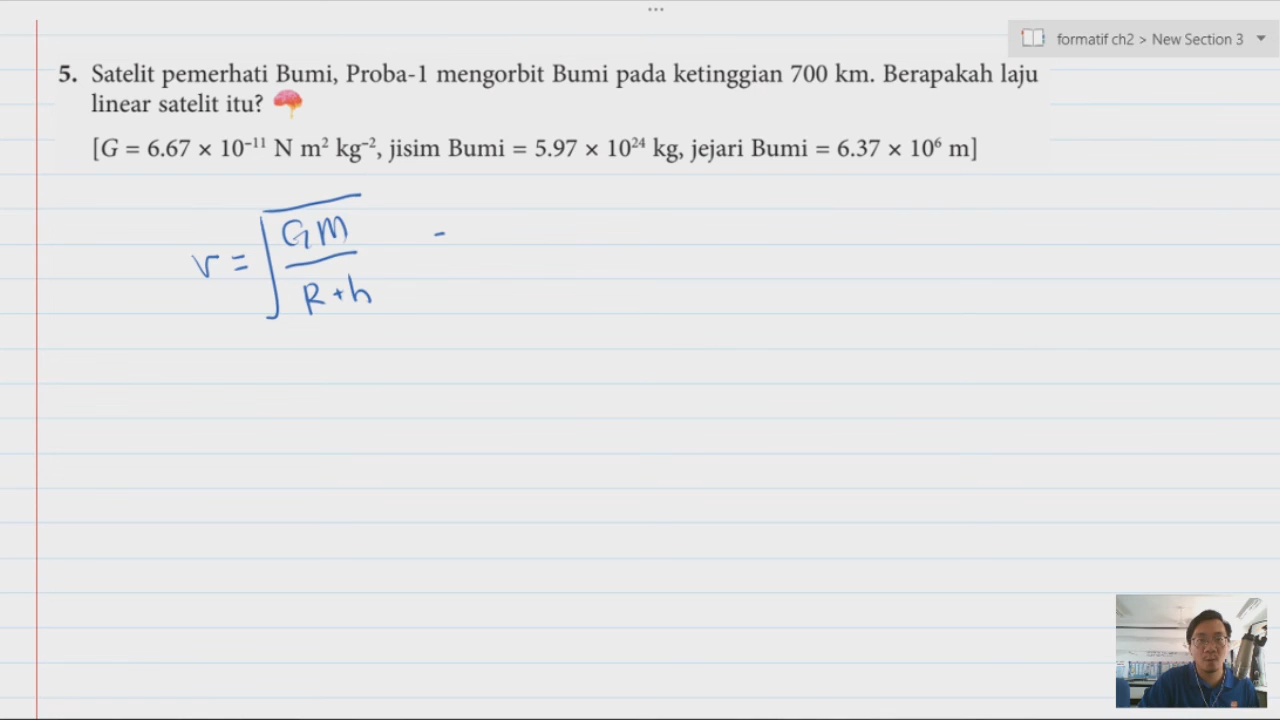 ...
formatif ch2 > New Section 3
5. Satelit pemerhati Bumi, Proba-1 mengorbit Bumi pada ketinggian 700 km. Berapakah laju
linear satelit itu?
[G = 6.67 × 10⁻¹¹ N m² kg⁻², jisim Bumi = 5.97 × 10²⁴ kg, jejari Bumi = 6.37 × 10⁶ m]
v = √(GM / R+h) -